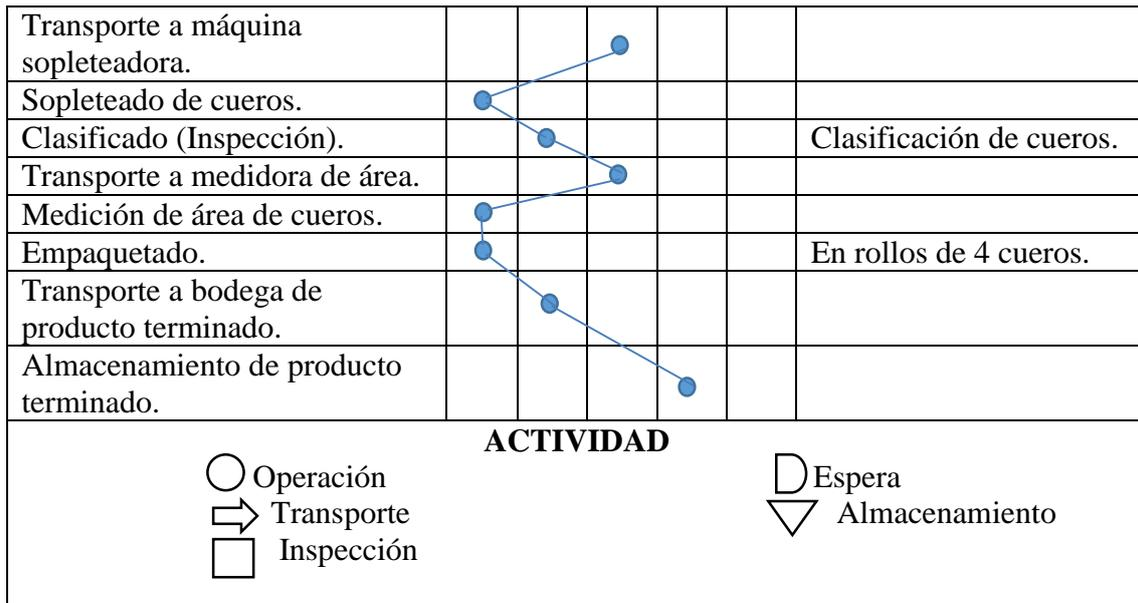 Transporte a máquina
sopleteadora.
Sopleteado de cueros.
Clasificado (Inspección).
Clasificación de cueros.
Transporte a medidora de área.
Medición de área de cueros.
Empaquetado.
En rollos de 4 cueros.
Transporte a bodega de
producto terminado.
Almacenamiento de producto
terminado.
ACTIVIDAD
Operación
Transporte
Inspección
Espera
Almacenamiento